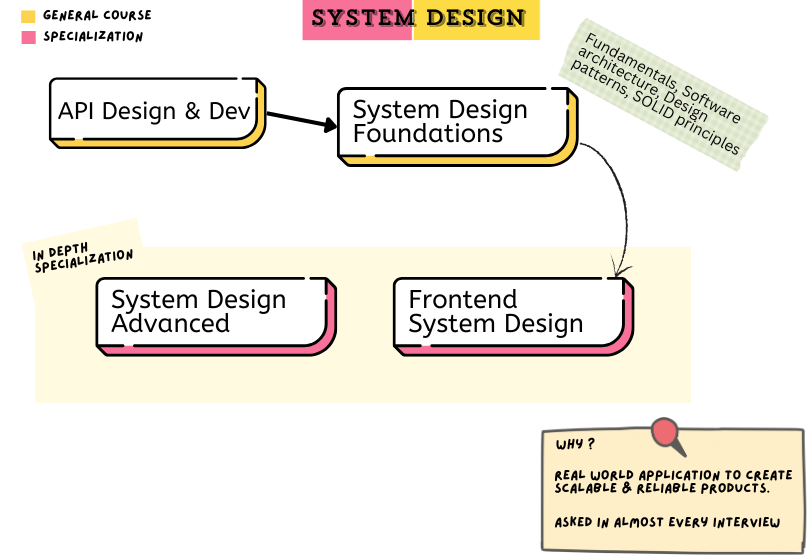 GENERAL COURSE
SPECIALIZATION
SYSTEM DESIGN
API Design & Dev
System Design
Foundations
Fundamentals, Software
architecture, Design
patterns, SOLID principles
IN DEPTH
SPECIALIZATION
System Design
Advanced
Frontend
System Design
WHY ?
REAL WORLD APPLICATION TO CREATE
SCALABLE & RELIABLE PRODUCTS.
ASKED IN ALMOST EVERY INTERVIEW